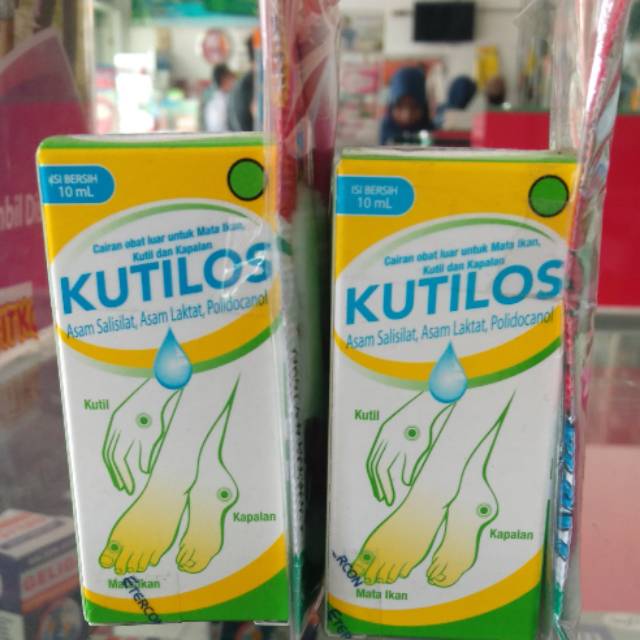 ISI BERSIH
10 mL
Cairan obat luar untuk Mata Ikan,
Kutil dan Kapalan
KUTILOS
Asam Salisilat, Asam Laktat, Polidocanol
Kutil
Kapalan
Mata Ikan
ISI BERSIH
10 mL
Cairan obat luar untuk Mata Ikan,
Kutil dan Kapalan
KUTILOS
Asam Salisilat, Asam Laktat, Polidocanol
Kutil
Kapalan
Mata Ikan